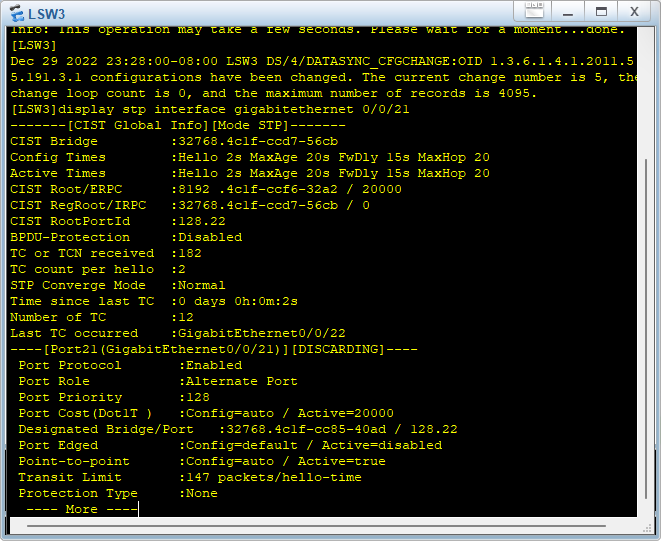 LSW3
X
Info: This operation may take a few seconds. Please wait for a moment...done.
[LSW3]
Dec 29 2022 23:28:00-08:00 LSW3 DS/4/DATASYNC_CFGCHANGE:OID 1.3.6.1.4.1.2011.5
5.191.3.1 configurations have been changed. The current change number is 5, the
change loop count is 0, and the maximum number of records is 4095.
[LSW3]display stp interface gigabitethernet 0/0/21
-------[CIST Global Info][Mode STP]-------
CIST Bridge         :32768.4c1f-ccd7-56cb
Config Times        :Hello 2s MaxAge 20s FwDly 15s MaxHop 20
Active Times        :Hello 2s MaxAge 20s FwDly 15s MaxHop 20
CIST Root/ERPC      :8192 .4c1f-ccf6-32a2 / 20000
CIST RegRoot/IRPC   :32768.4c1f-ccd7-56cb / 0
CIST RootPortId     :128.22
BPDU-Protection     :Disabled
TC or TCN received  :182
TC count per hello  :2
STP Converge Mode   :Normal
Time since last TC  :0 days 0h:0m:2s
Number of TC        :12
Last TC occurred    :GigabitEthernet0/0/22
----[Port21(GigabitEthernet0/0/21)][DISCARDING]----
 Port Protocol       :Enabled
 Port Role           :Alternate Port
 Port Priority       :128
 Port Cost(Dot1T )   :Config=auto / Active=20000
 Designated Bridge/Port   :32768.4c1f-cc85-40ad / 128.22
 Port Edged          :Config=default / Active=disabled
 Point-to-point      :Config=auto / Active=true
 Transit Limit       :147 packets/hello-time
 Protection Type     :None
  ---- More ----